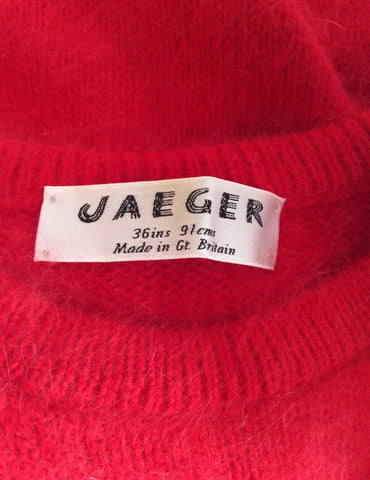 JAEGER
36ins 91cms
Made in Gt. Britain